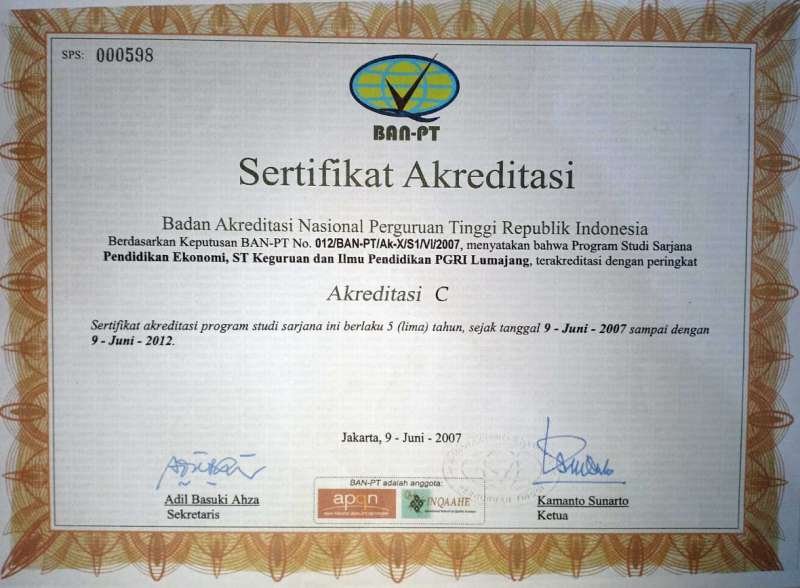 SPS: 000598
BAN-PT
Sertifikat Akreditasi
Badan Akreditasi Nasional Perguruan Tinggi Republik Indonesia
Berdasarkan Keputusan BAN-PT No. 012/BAN-PT/Ak-X/S1/VI/2007, menyatakan bahwa Program Studi Sarjana
Pendidikan Ekonomi, ST Keguruan dan Ilmu Pendidikan PGRI Lumajang, terakreditasi dengan peringkat
Akreditasi C
Sertifikat akreditasi program studi sarjana ini berlaku 5 (lima) tahun, sejak tanggal 9 - Juni - 2007 sampai dengan
9 - Juni - 2012.
Jakarta, 9 - Juni - 2007
BAN-PT adalah anggota:
apqn
INQAAHE
Adil Basuki Ahza
Sekretaris
Kamanto Sunarto
Ketua